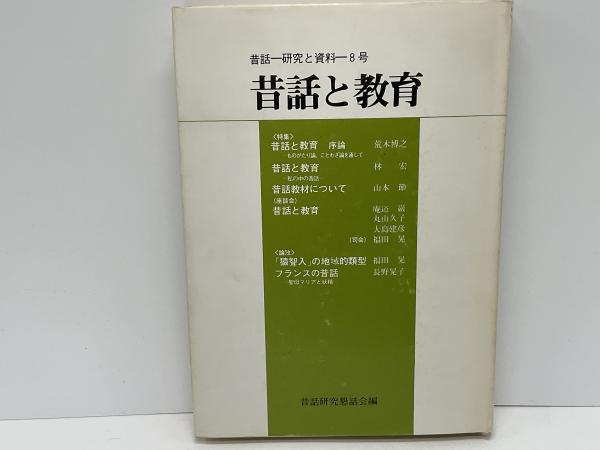 昔話―研究と資料―8号
昔話と教育
〈特集〉
昔話と教育 序論 荒木博之
ものがたり論、ことわざ論を通して
昔話と教育 林 宏
―私の中の昔話―
昔話教材について 山本 節
〈座談会〉
昔話と教育 庵逧 巌
丸山久子
大島建彦
(司会) 福田 晃
〈論攷〉
「猿智入」の地域的類型 福田 晃
フランスの昔話 長野晃子
―聖母マリアと妖精
昔話研究懇話会編